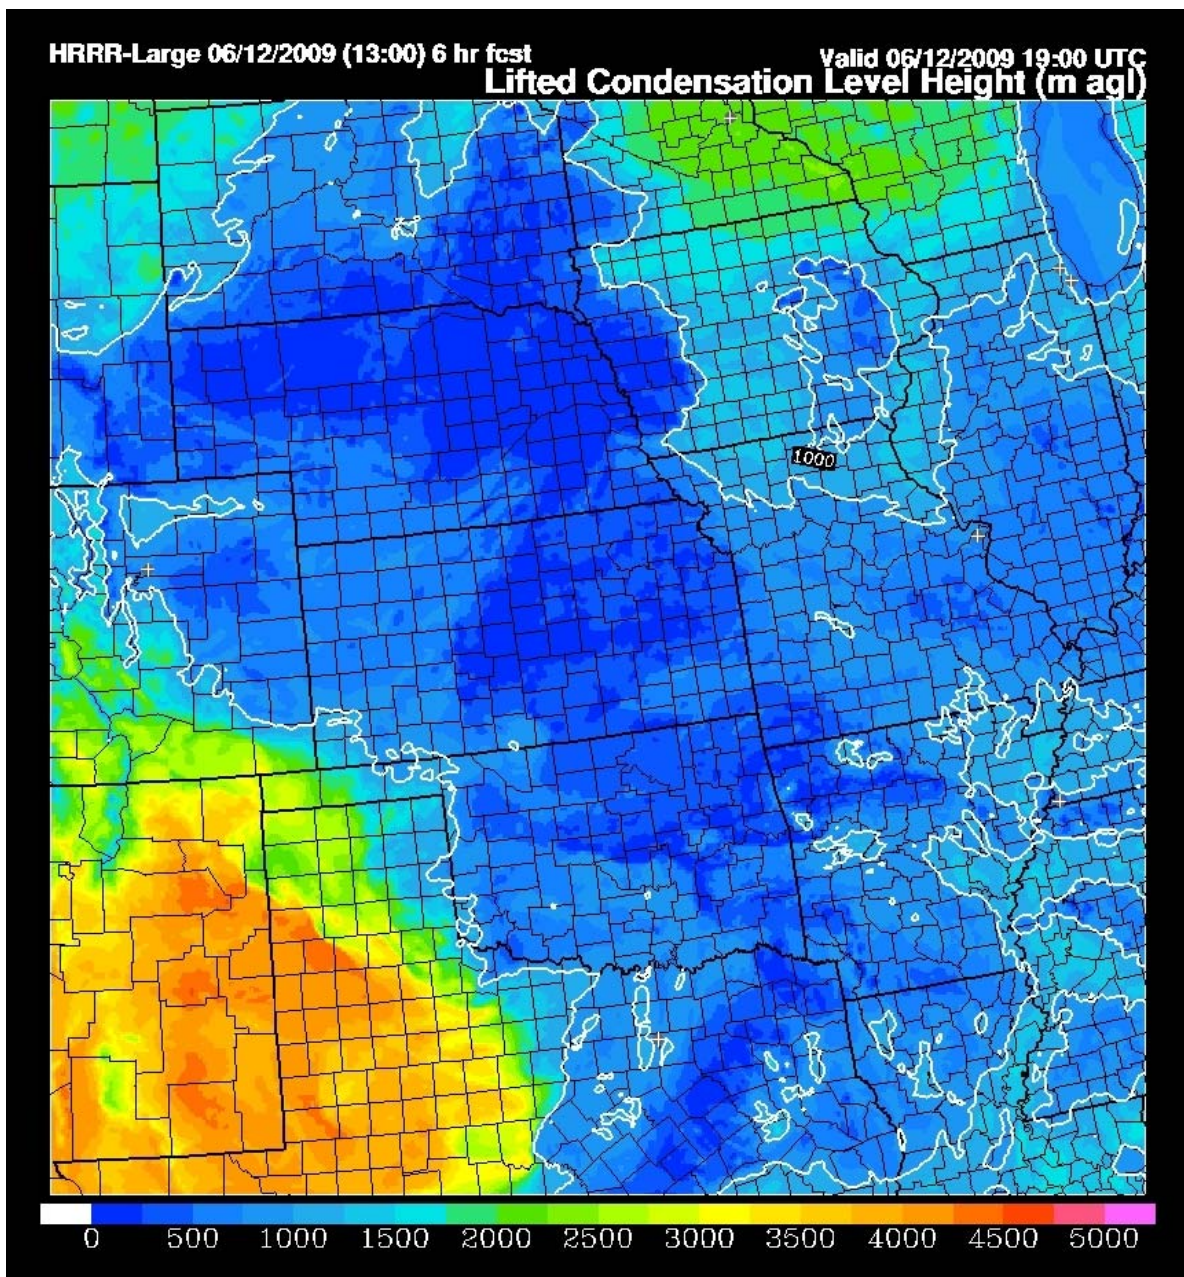 HRRR-Large 06/12/2009 (13:00) 6 hr fcst
Valid 06/12/2009 19:00 UTC
Lifted Condensation Level Height (m agl)
1000
0 500 1000 1500 2000 2500 3000 3500 4000 4500 5000